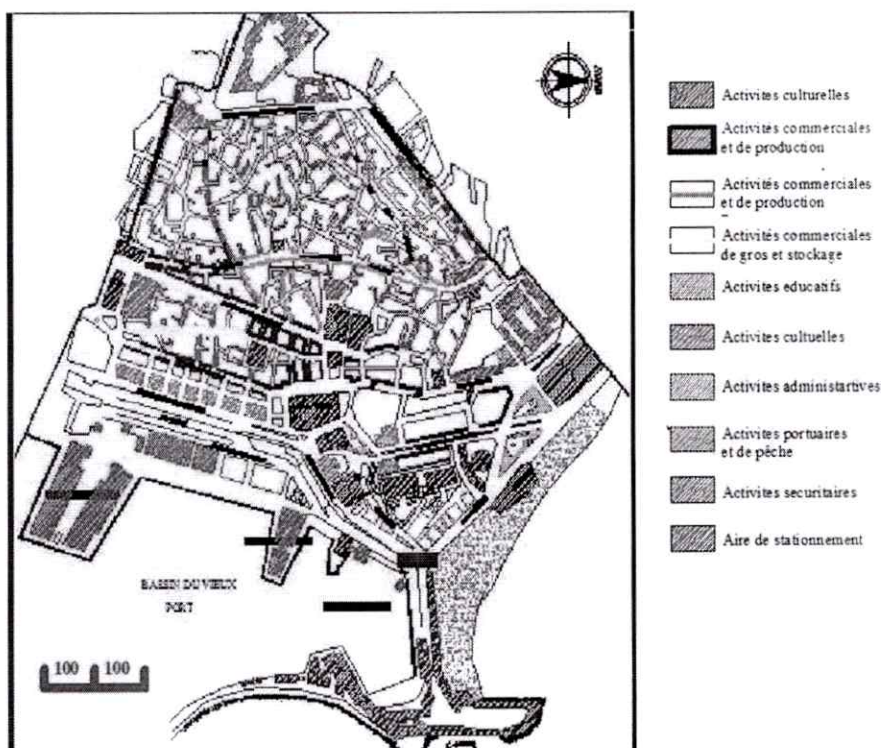 Activites culturelles
Activités commerciales
et de production
Activités commerciales
et de production
Activités commerciales
de gros et stockage
Activites educatifs
Activites cultuelles
Activites administartives
Activites portuaires
et de pêche
Activites securitaires
Aire de stationnement
BASSIN DU VIEUX
PORT
100 100